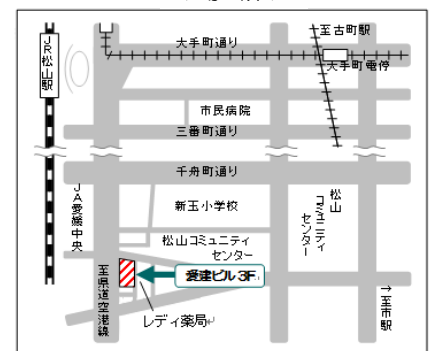 至古町駅
大手町通り
大手町電停
JR松山駅
市民病院
三番町通り
千舟町通り
JA愛媛中央
新玉小学校
松山
コミュニティ
センター
松山コミュニティ
センター
至県道空港線
愛建ビル3F
→至市駅
レディ薬局